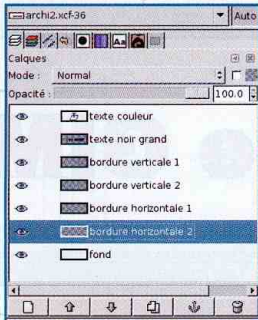 archi2.xcf-36
Auto
Calques
Mode : Normal
Opacité : 100.0
texte couleur
texte noir grand
bordure verticale 1
bordure verticale 2
bordure horizontale 1
bordure horizontale 2
fond